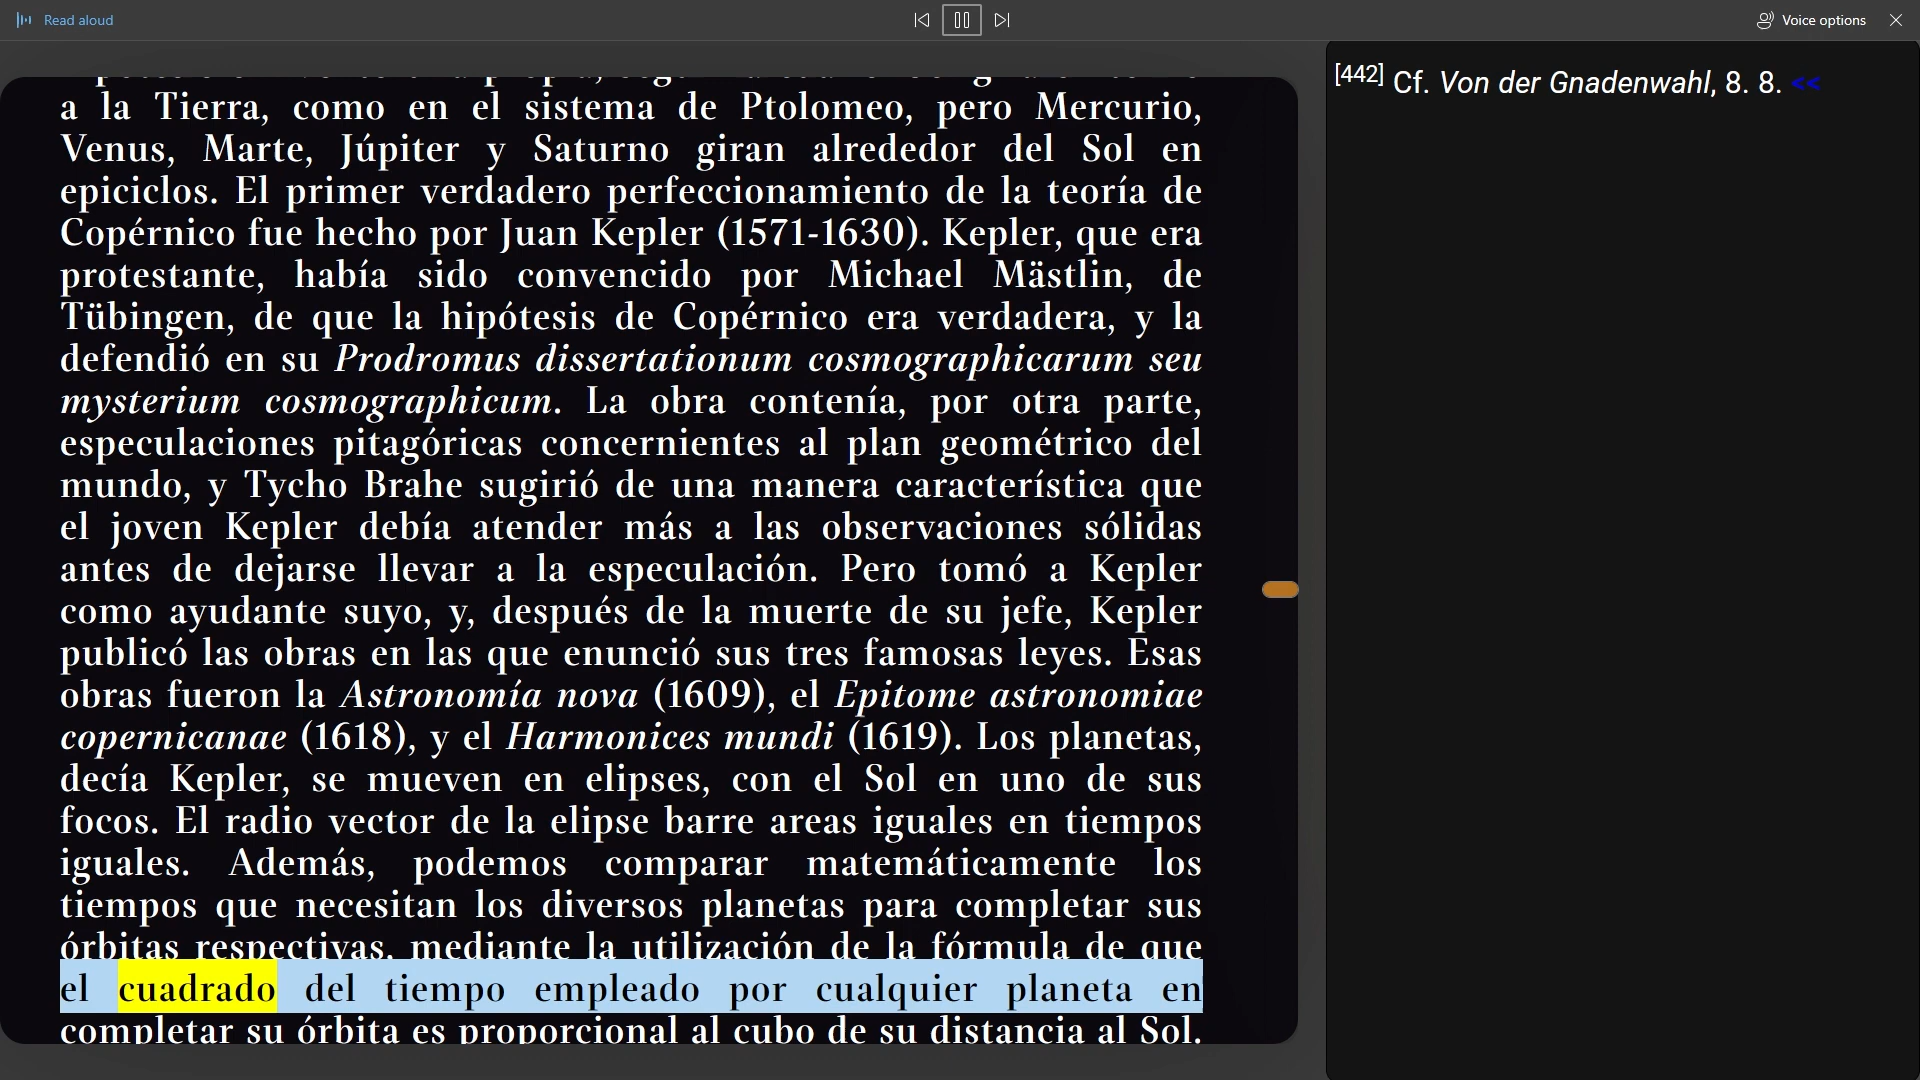 Read aloud
Voice options
a la Tierra, como en el sistema de Ptolomeo, pero Mercurio,
Venus, Marte, Júpiter y Saturno giran alrededor del Sol en
epiciclos. El primer verdadero perfeccionamiento de la teoría de
Copérnico fue hecho por Juan Kepler (1571-1630). Kepler, que era
protestante, había sido convencido por Michael Mästlin, de
Tübingen, de que la hipótesis de Copérnico era verdadera, y la
defendió en su Prodromus dissertationum cosmographicarum seu
mysterium cosmographicum. La obra contenía, por otra parte,
especulaciones pitagóricas concernientes al plan geométrico del
mundo, y Tycho Brahe sugirió de una manera característica que
el joven Kepler debía atender más a las observaciones sólidas
antes de dejarse llevar a la especulación. Pero tomó a Kepler
como ayudante suyo, y, después de la muerte de su jefe, Kepler
publicó las obras en las que enunció sus tres famosas leyes. Esas
obras fueron la Astronomía nova (1609), el Epitome astronomiae
copernicanae (1618), y el Harmonices mundi (1619). Los planetas,
decía Kepler, se mueven en elipses, con el Sol en uno de sus
focos. El radio vector de la elipse barre areas iguales en tiempos
iguales. Además, podemos comparar matemáticamente los
tiempos que necesitan los diversos planetas para completar sus
órbitas respectivas, mediante la utilización de la fórmula de que
el cuadrado del tiempo empleado por cualquier planeta en
completar su órbita es proporcional al cubo de su distancia al Sol.
[442] Cf. Von der Gnadenwahl, 8. 8. <<